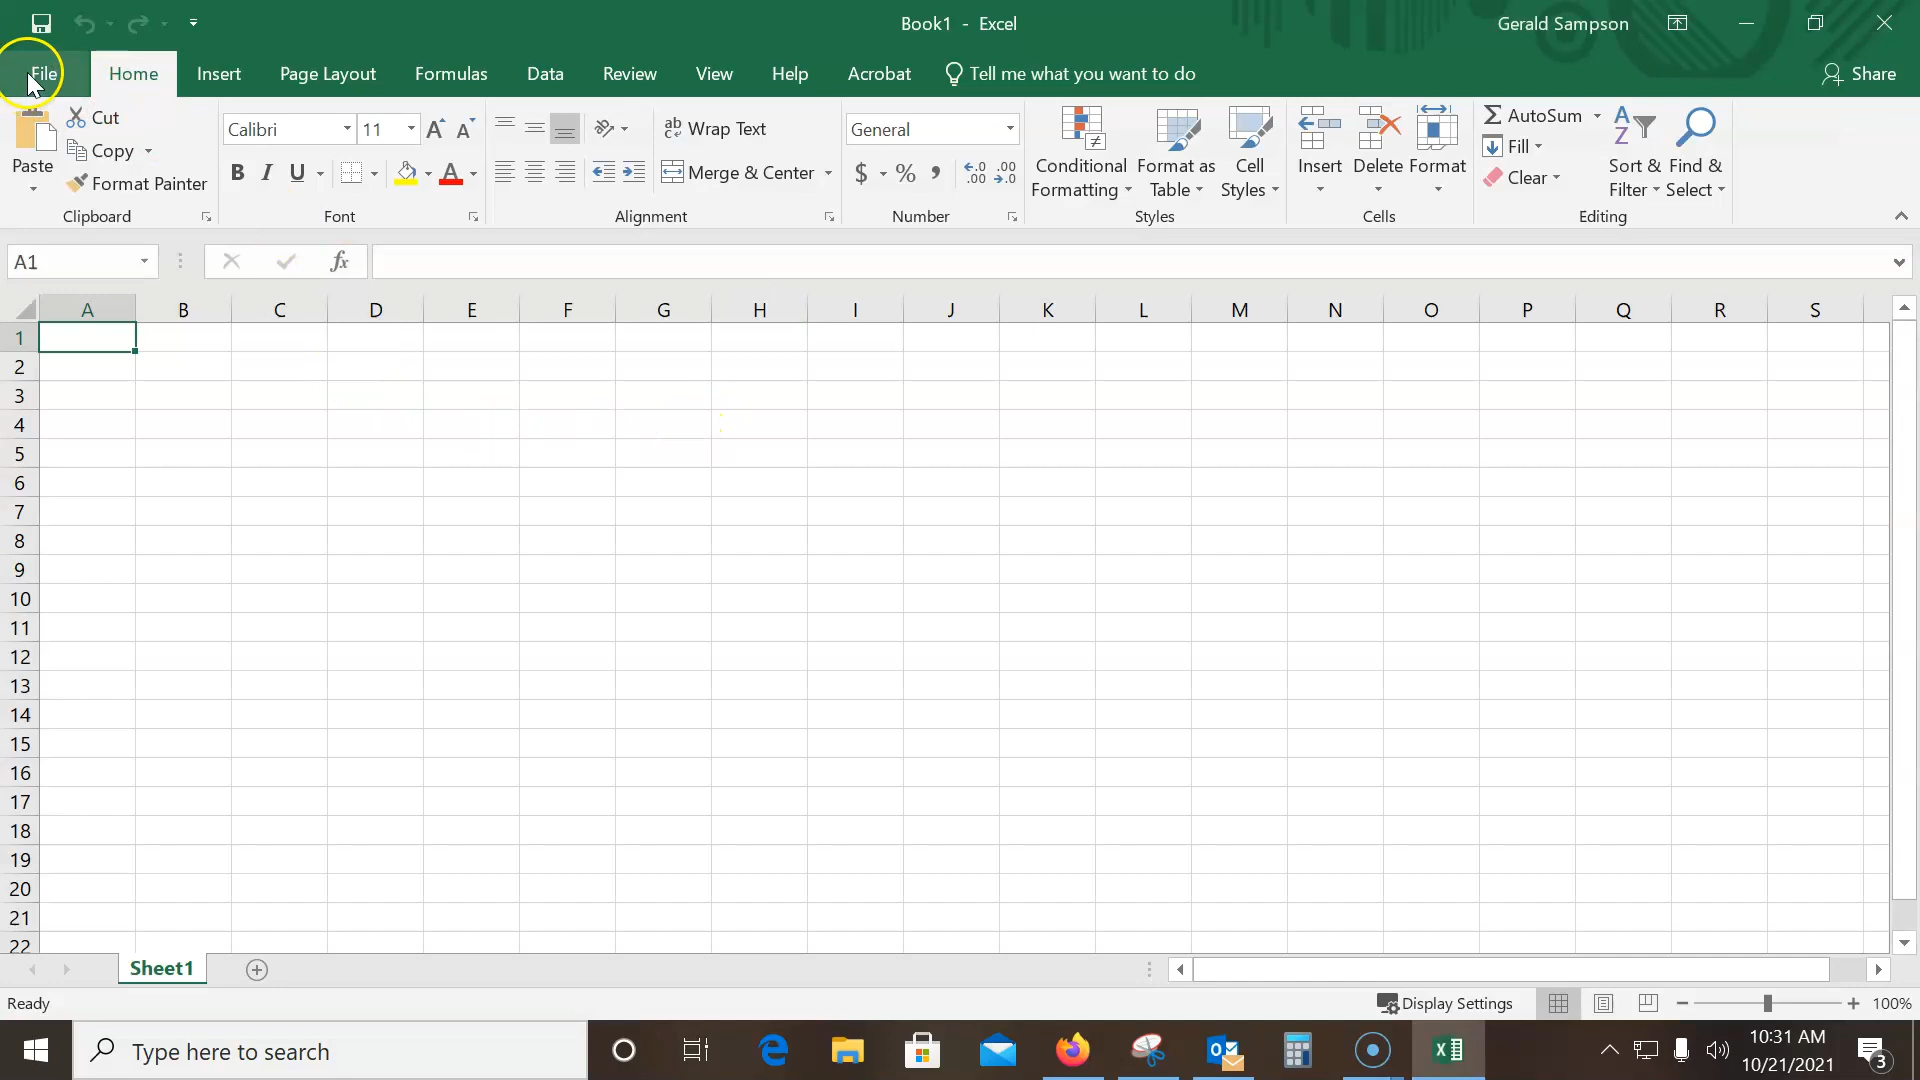 Book1 - Excel
Gerald Sampson
File Home Insert Page Layout Formulas Data Review View Help Acrobat Tell me what you want to do Share
Cut
Copy
Format Painter
Paste
Clipboard
Calibri 11
B I U A
Font
Wrap Text
Merge & Center
Alignment
General
$ % ,
Number
Conditional Formatting
Format as Table
Cell Styles
Styles
Insert Delete Format
Cells
AutoSum
Fill
Clear
Sort & Filter
Find & Select
Editing
A1 fx
A B C D E F G H I J K L M N O P Q R S
1
2
3
4
5
6
7
8
9
10
11
12
13
14
15
16
17
18
19
20
21
22
Sheet1
Ready Display Settings 100%
Type here to search
10:31 AM
10/21/2021
3